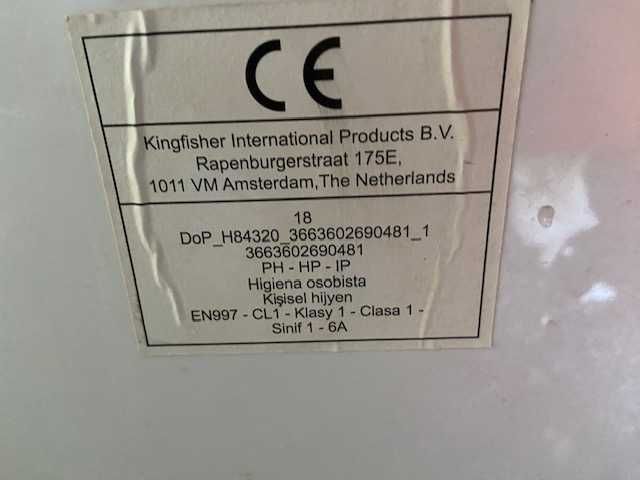 CE
Kingfisher International Products B.V.
Rapenburgerstraat 175E,
1011 VM Amsterdam,The Netherlands
18
DoP_H84320_3663602690481_1
3663602690481
PH - HP - IP
Higiena osobista
Kişisel hijyen
EN997 - CL1 - Klasy 1 - Clasa 1 -
Sinif 1 - 6A